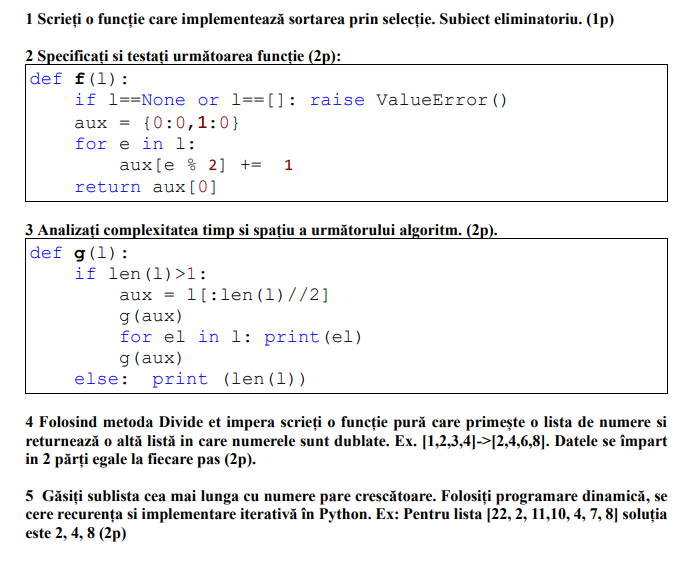 1 Scrieți o funcție care implementează sortarea prin selecție. Subiect eliminatoriu. (1p)
2 Specificați si testați următoarea funcție (2p):
def f(l):
    if l==None or l==[]: raise ValueError()
    aux = {0:0,1:0}
    for e in l:
        aux[e % 2] +=  1
    return aux[0]
3 Analizați complexitatea timp si spațiu a următorului algoritm. (2p).
def g(l):
    if len(l)>1:
        aux = l[:len(l)//2]
        g(aux)
        for el in l: print(el)
        g(aux)
    else:  print (len(l))
4 Folosind metoda Divide et impera scrieți o funcție pură care primește o lista de numere si
returnează o altă listă in care numerele sunt dublate. Ex. [1,2,3,4]->[2,4,6,8]. Datele se împart
in 2 părți egale la fiecare pas (2p).
5  Găsiți sublista cea mai lunga cu numere pare crescătoare. Folosiți programare dinamică, se
cere recurența si implementare iterativă în Python. Ex: Pentru lista [22, 2, 11,10, 4, 7, 8] soluția
este 2, 4, 8 (2p)